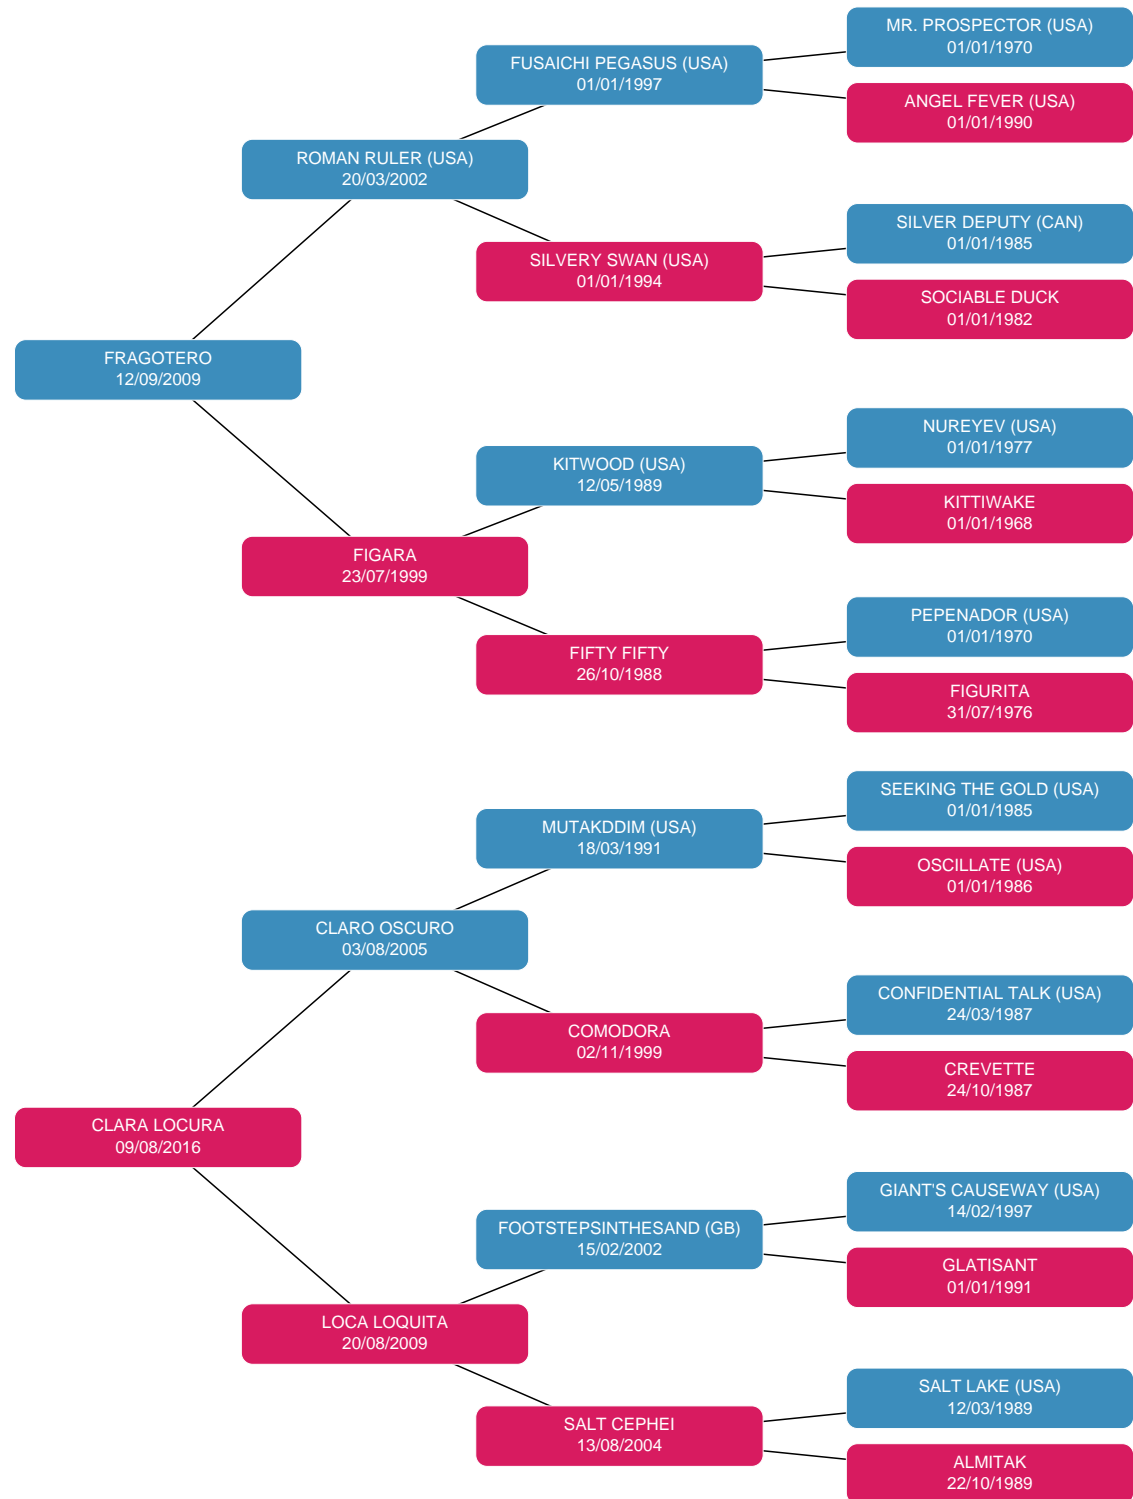 MR. PROSPECTOR (USA)
01/01/1970
FUSAICHI PEGASUS (USA)
01/01/1997
ANGEL FEVER (USA)
01/01/1990
ROMAN RULER (USA)
20/03/2002
SILVER DEPUTY (CAN)
01/01/1985
SILVERY SWAN (USA)
01/01/1994
SOCIABLE DUCK
01/01/1982
FRAGOTERO
12/09/2009
NUREYEV (USA)
01/01/1977
KITWOOD (USA)
12/05/1989
KITTIWAKE
01/01/1968
FIGARA
23/07/1999
PEPENADOR (USA)
01/01/1970
FIFTY FIFTY
26/10/1988
FIGURITA
31/07/1976
SEEKING THE GOLD (USA)
01/01/1985
MUTAKDDIM (USA)
18/03/1991
OSCILLATE (USA)
01/01/1986
CLARO OSCURO
03/08/2005
CONFIDENTIAL TALK (USA)
24/03/1987
COMODORA
02/11/1999
CREVETTE
24/10/1987
CLARA LOCURA
09/08/2016
GIANT'S CAUSEWAY (USA)
14/02/1997
FOOTSTEPSINTHESAND (GB)
15/02/2002
GLATISANT
01/01/1991
LOCA LOQUITA
20/08/2009
SALT LAKE (USA)
12/03/1989
SALT CEPHEI
13/08/2004
ALMITAK
22/10/1989